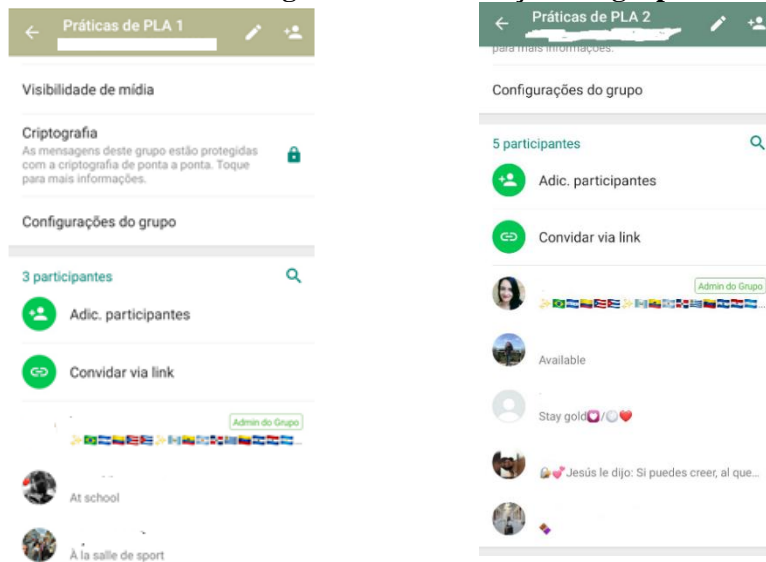 Práticas de PLA 1
Visibilidade de mídia
Criptografia
As mensagens deste grupo estão protegidas
com a criptografia de ponta a ponta. Toque
para mais informações.
Configurações do grupo
3 participantes
Adic. participantes
Convidar via link
Admin do Grupo
At school
À la salle de sport
Práticas de PLA 2
para mais informações.
Configurações do grupo
5 participantes
Adic. participantes
Convidar via link
Admin do Grupo
Available
Stay gold💟/⚪❤️
Jesús le dijo: Si puedes creer, al que...